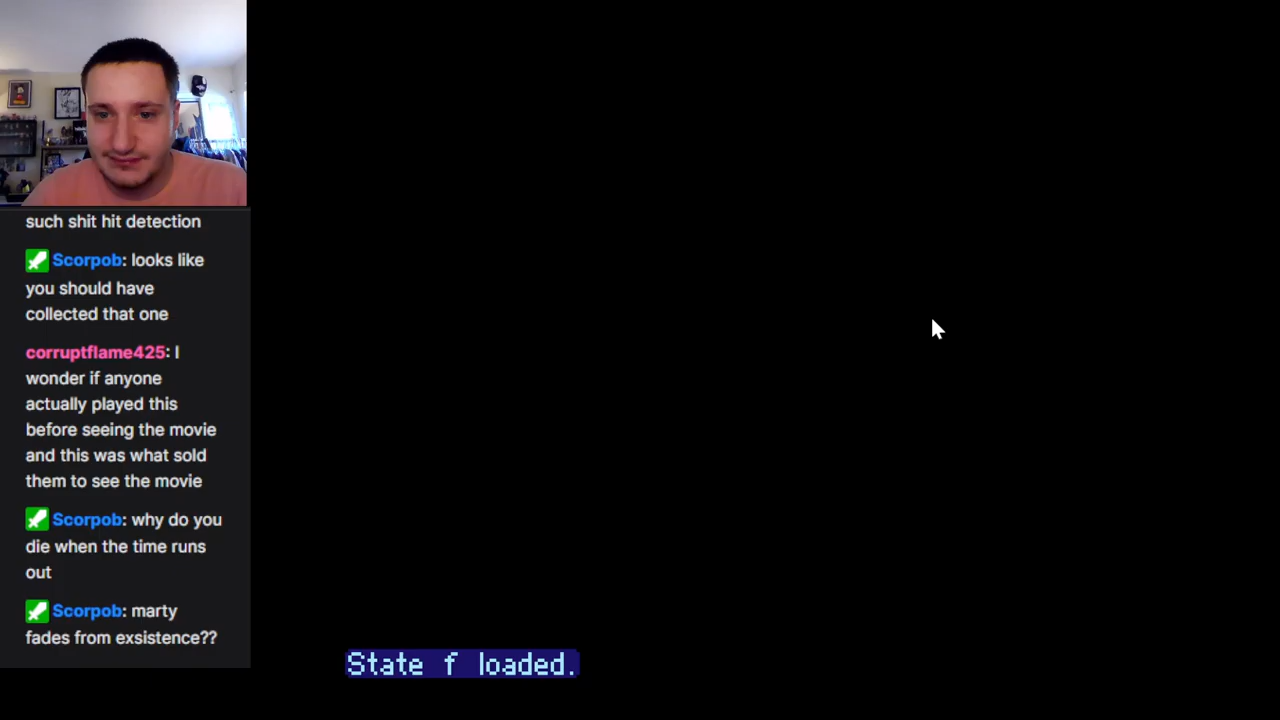 such shit hit detection
Scorpob: looks like
you should have
collected that one
corruptflame425: I
wonder if anyone
actually played this
before seeing the movie
and this was what sold
them to see the movie
Scorpob: why do you
die when the time runs
out
Scorpob: marty
fades from exsistence??
State f loaded.